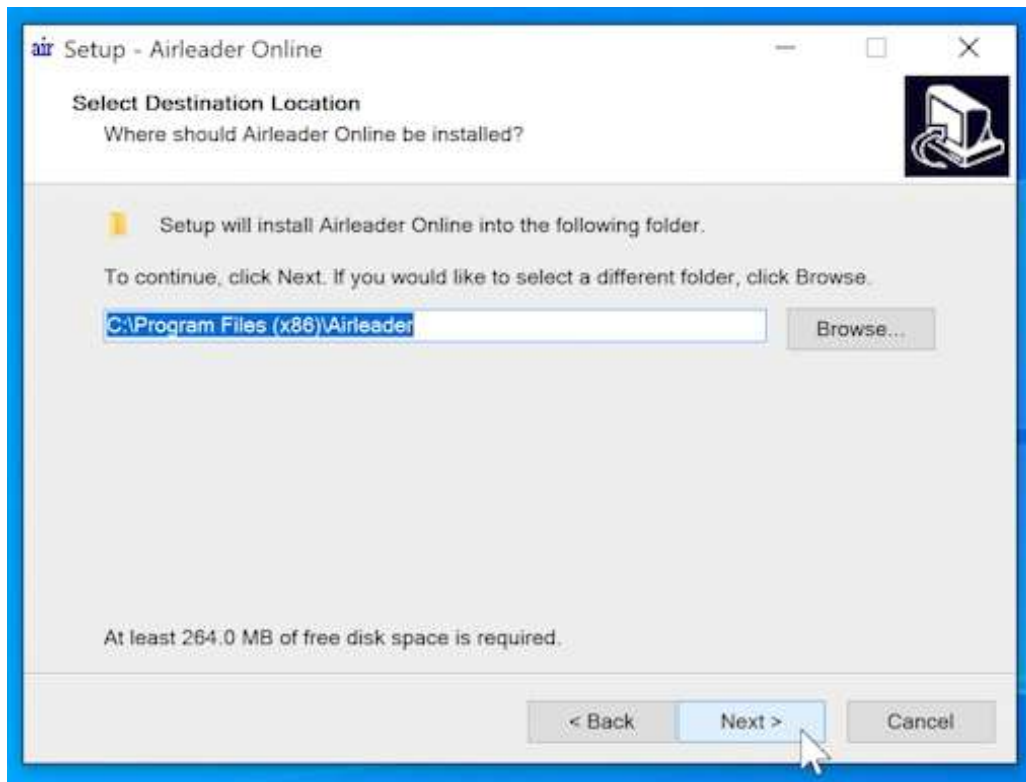 air Setup - Airleader Online
Select Destination Location
Where should Airleader Online be installed?
Setup will install Airleader Online into the following folder.
To continue, click Next. If you would like to select a different folder, click Browse.
C:\Program Files (x86)\Airleader
Browse...
At least 264.0 MB of free disk space is required.
< Back Next > Cancel